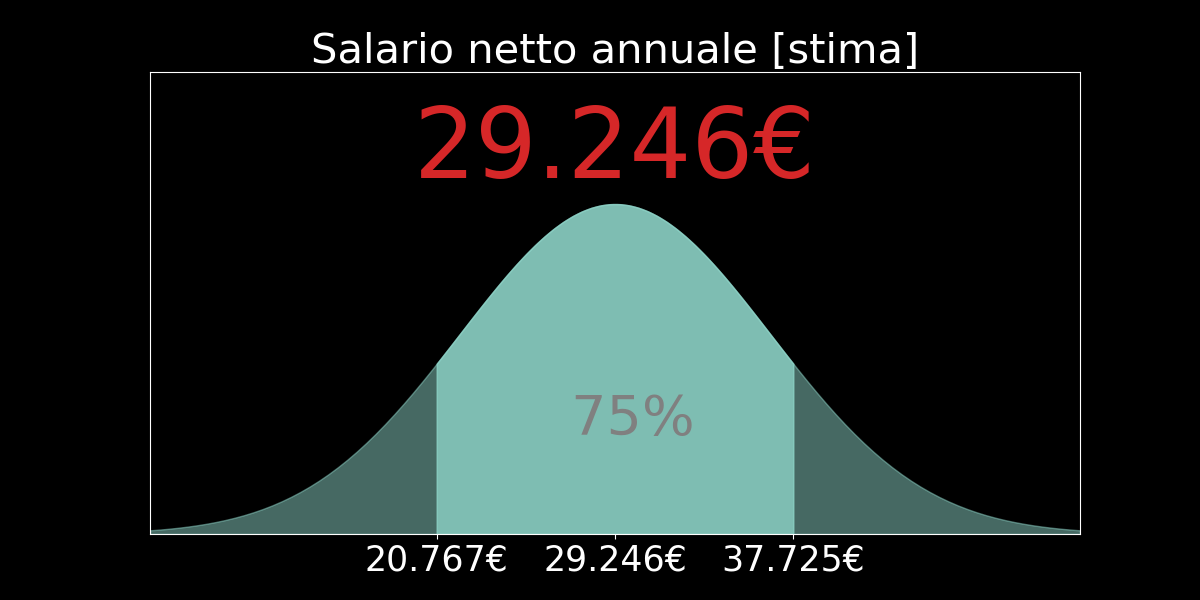 Salario netto annuale [stima]
29.246€
75%
20.767€ 29.246€ 37.725€